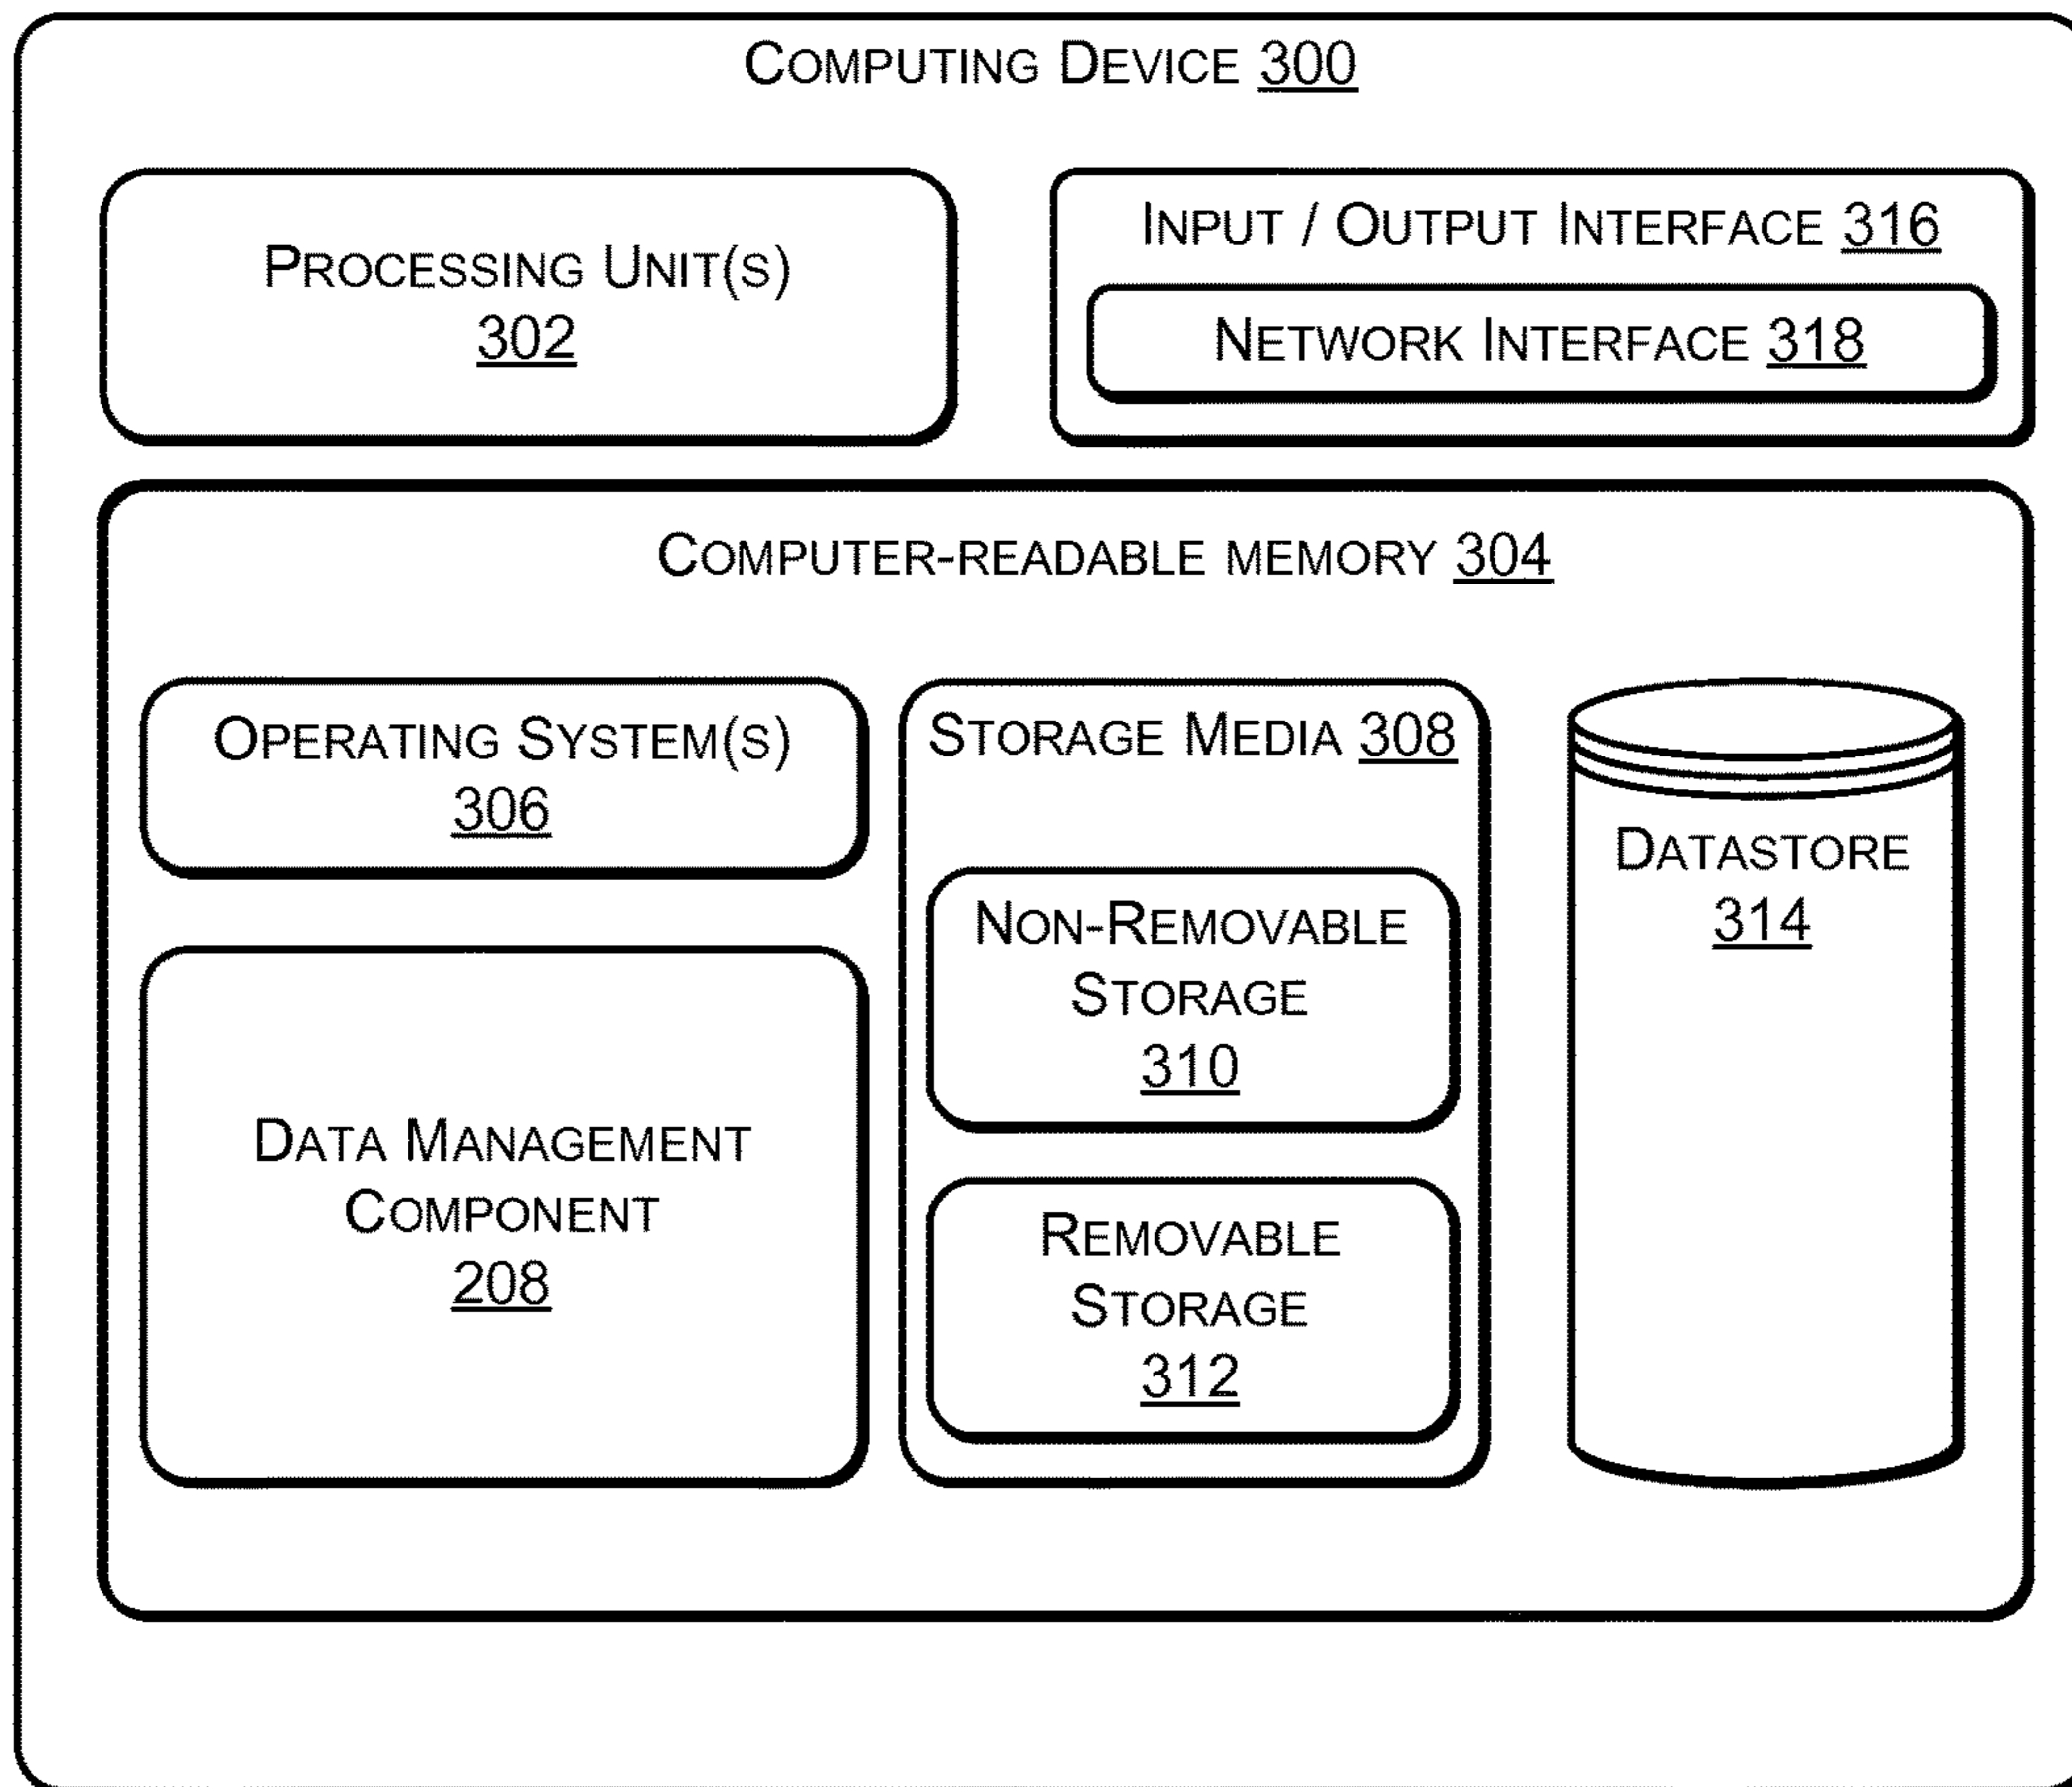 COMPUTING DEVICE 300
PROCESSING UNIT(S)
302
INPUT / OUTPUT INTERFACE 316
NETWORK INTERFACE 318
COMPUTER-READABLE MEMORY 304
OPERATING SYSTEM(S)
306
DATA MANAGEMENT
COMPONENT
208
STORAGE MEDIA 308
NON-REMOVABLE
STORAGE
310
REMOVABLE
STORAGE
312
DATASTORE
314